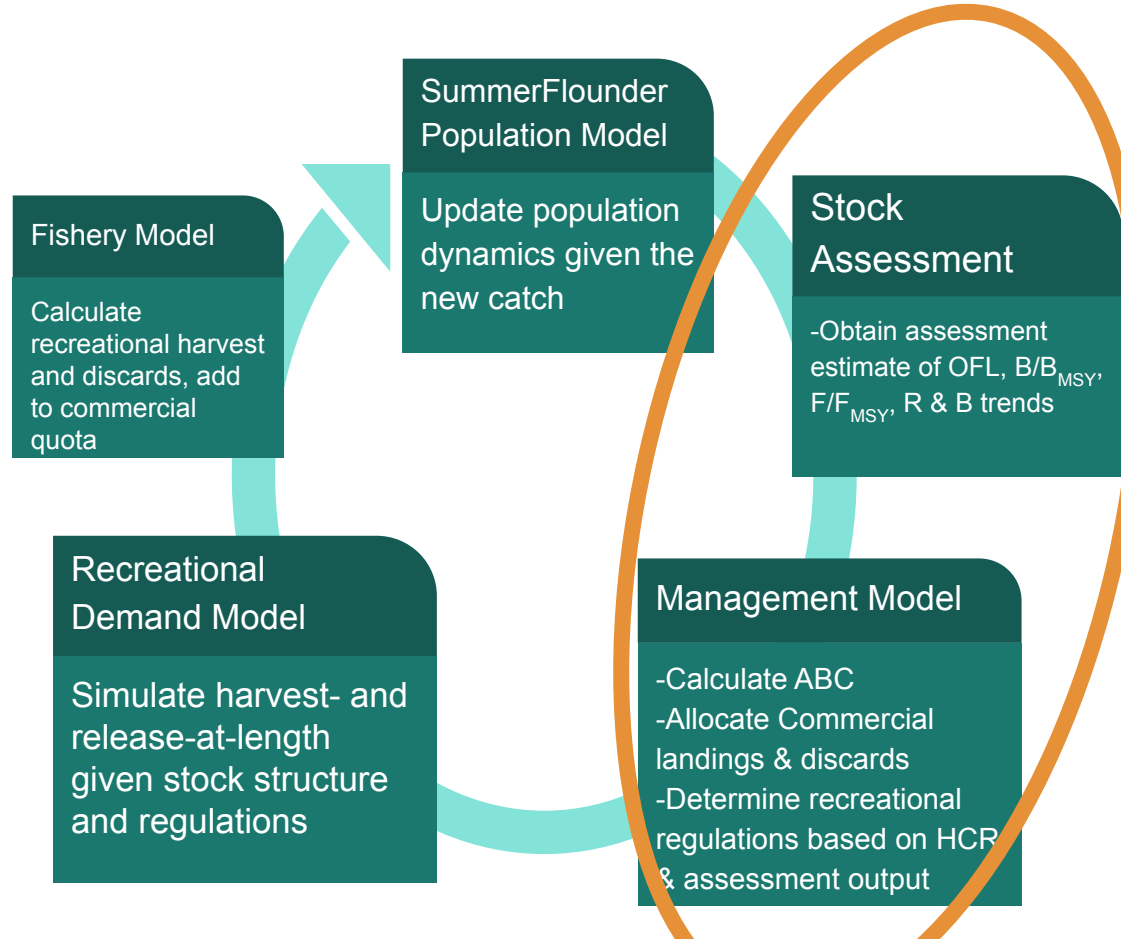 SummerFlounder
Population Model
Update population
dynamics given the
new catch
Stock
Assessment
-Obtain assessment
estimate of OFL, B/B_MSY,
F/F_MSY, R & B trends
Management Model
-Calculate ABC
-Allocate Commercial
landings & discards
-Determine recreational
regulations based on HCR
& assessment output
Recreational
Demand Model
Simulate harvest- and
release-at-length
given stock structure
and regulations
Fishery Model
Calculate
recreational harvest
and discards, add
to commercial
quota